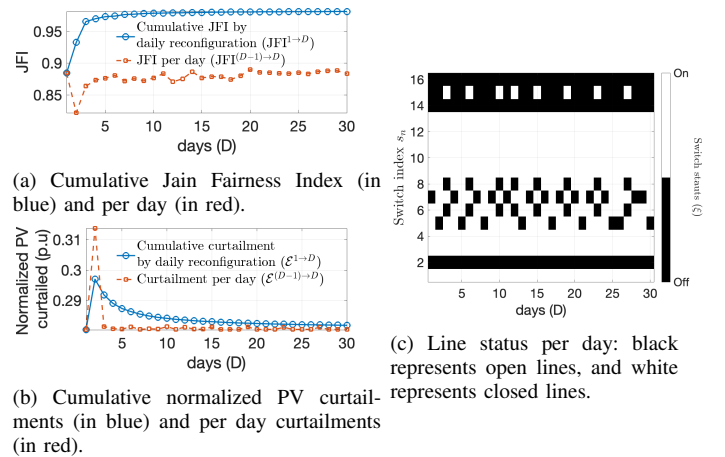 JFI
0.95
0.9
0.85
Cumulative JFI by
daily reconfiguration (JFI^{1→D})
JFI per day (JFI^{(D−1)→D})
5 10 15 20 25 30
days (D)
(a) Cumulative Jain Fairness Index (in
blue) and per day (in red).
Normalized PV
curtailed (p.u)
0.31
0.3
0.29
Cumulative curtailment
by daily reconfiguration (ℰ^{1→D})
Curtailment per day (ℰ^{(D−1)→D})
5 10 15 20 25 30
days (D)
(b) Cumulative normalized PV curtail-
ments (in blue) and per day curtailments
(in red).
Switch index s_n
16
14
12
10
8
6
4
2
5 10 15 20 25 30
days (D)
On
Off
Switch stauts (ξ)
(c) Line status per day: black
represents open lines, and white
represents closed lines.